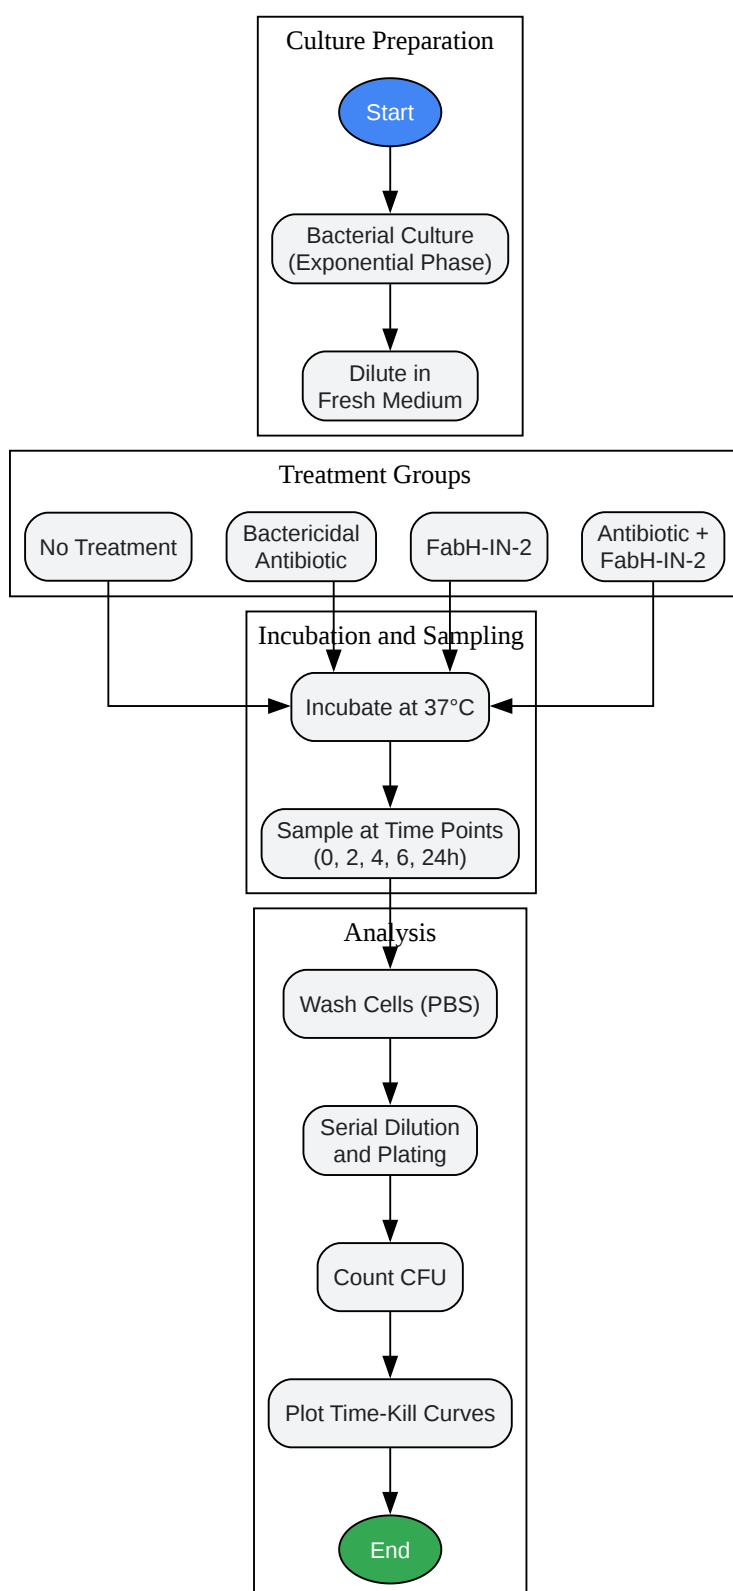 Culture Preparation
Start
Bacterial Culture
(Exponential Phase)
Dilute in
Fresh Medium
Treatment Groups
No Treatment
Bactericidal
Antibiotic
FabH-IN-2
Antibiotic +
FabH-IN-2
Incubation and Sampling
Incubate at 37°C
Sample at Time Points
(0, 2, 4, 6, 24h)
Analysis
Wash Cells (PBS)
Serial Dilution
and Plating
Count CFU
Plot Time-Kill Curves
End